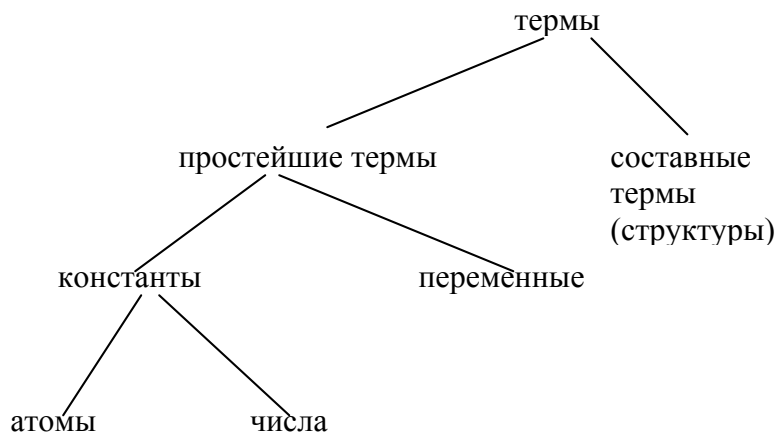 термы
простейшие термы
составные
термы
(структуры)
константы
переменные
атомы
числа